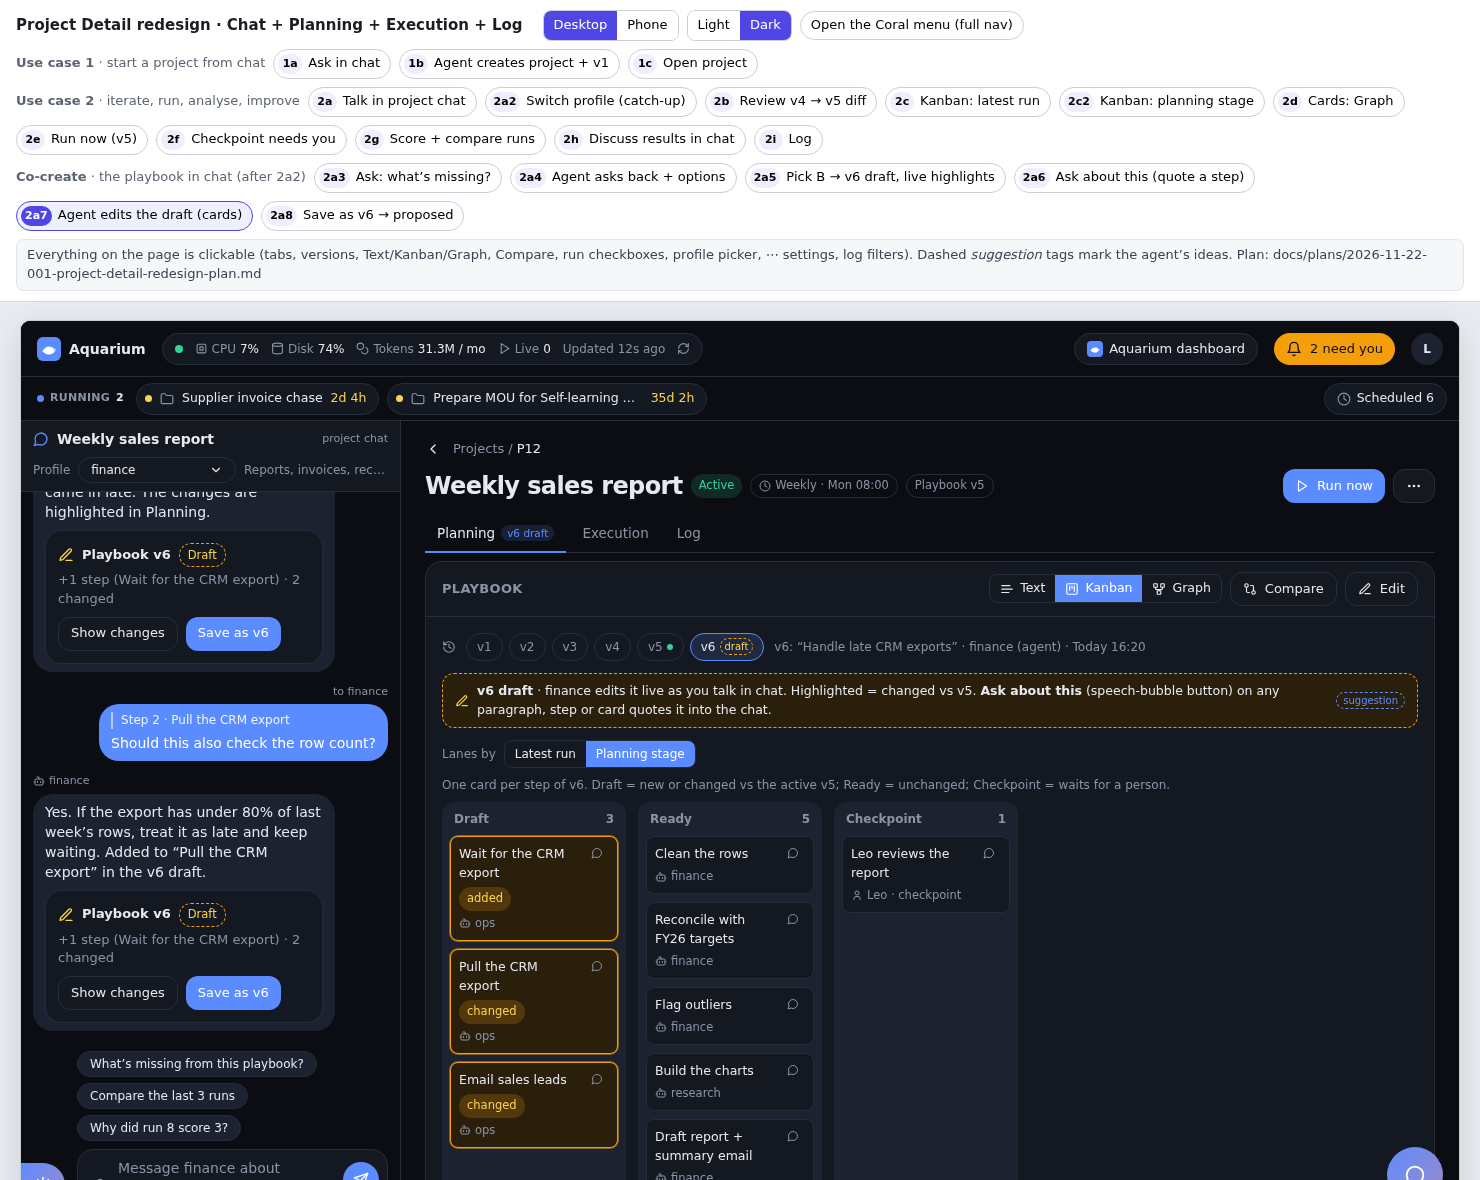 Project Detail redesign · Chat + Planning + Execution + Log
Desktop Phone Light Dark Open the Coral menu (full nav)
Use case 1 · start a project from chat 1a Ask in chat 1b Agent creates project + v1 1c Open project
Use case 2 · iterate, run, analyse, improve 2a Talk in project chat 2a2 Switch profile (catch-up) 2b Review v4 → v5 diff 2c Kanban: latest run 2c2 Kanban: planning stage 2d Cards: Graph
2e Run now (v5) 2f Checkpoint needs you 2g Score + compare runs 2h Discuss results in chat 2i Log
Co-create · the playbook in chat (after 2a2) 2a3 Ask: what’s missing? 2a4 Agent asks back + options 2a5 Pick B → v6 draft, live highlights 2a6 Ask about this (quote a step)
2a7 Agent edits the draft (cards) 2a8 Save as v6 → proposed
Everything on the page is clickable (tabs, versions, Text/Kanban/Graph, Compare, run checkboxes, profile picker, ··· settings, log filters). Dashed suggestion tags mark the agent’s ideas. Plan: docs/plans/2026-11-22-
001-project-detail-redesign-plan.md
Aquarium CPU 7% Disk 74% Tokens 31.3M / mo Live 0 Updated 12s ago Aquarium dashboard 2 need you L
RUNNING 2 Supplier invoice chase 2d 4h Prepare MOU for Self-learning … 35d 2h Scheduled 6
Weekly sales report project chat
Profile finance Reports, invoices, rec…
came in late. The changes are
highlighted in Planning.
Playbook v6 Draft
+1 step (Wait for the CRM export) · 2
changed
Show changes Save as v6
to finance
Step 2 · Pull the CRM export
Should this also check the row count?
finance
Yes. If the export has under 80% of last
week’s rows, treat it as late and keep
waiting. Added to “Pull the CRM
export” in the v6 draft.
Playbook v6 Draft
+1 step (Wait for the CRM export) · 2
changed
Show changes Save as v6
What’s missing from this playbook?
Compare the last 3 runs
Why did run 8 score 3?
Message finance about
Projects / P12
Weekly sales report Active Weekly · Mon 08:00 Playbook v5 Run now ···
Planning v6 draft Execution Log
PLAYBOOK Text Kanban Graph Compare Edit
v1 v2 v3 v4 v5 v6 draft v6: “Handle late CRM exports” · finance (agent) · Today 16:20
v6 draft · finance edits it live as you talk in chat. Highlighted = changed vs v5. Ask about this (speech-bubble button) on any
paragraph, step or card quotes it into the chat.
suggestion
Lanes by Latest run Planning stage
One card per step of v6. Draft = new or changed vs the active v5; Ready = unchanged; Checkpoint = waits for a person.
Draft 3
Wait for the CRM
export
added
ops
Pull the CRM
export
changed
ops
Email sales leads
changed
ops
Ready 5
Clean the rows
finance
Reconcile with
FY26 targets
finance
Flag outliers
finance
Build the charts
research
Draft report +
summary email
finance
Checkpoint 1
Leo reviews the
report
Leo · checkpoint